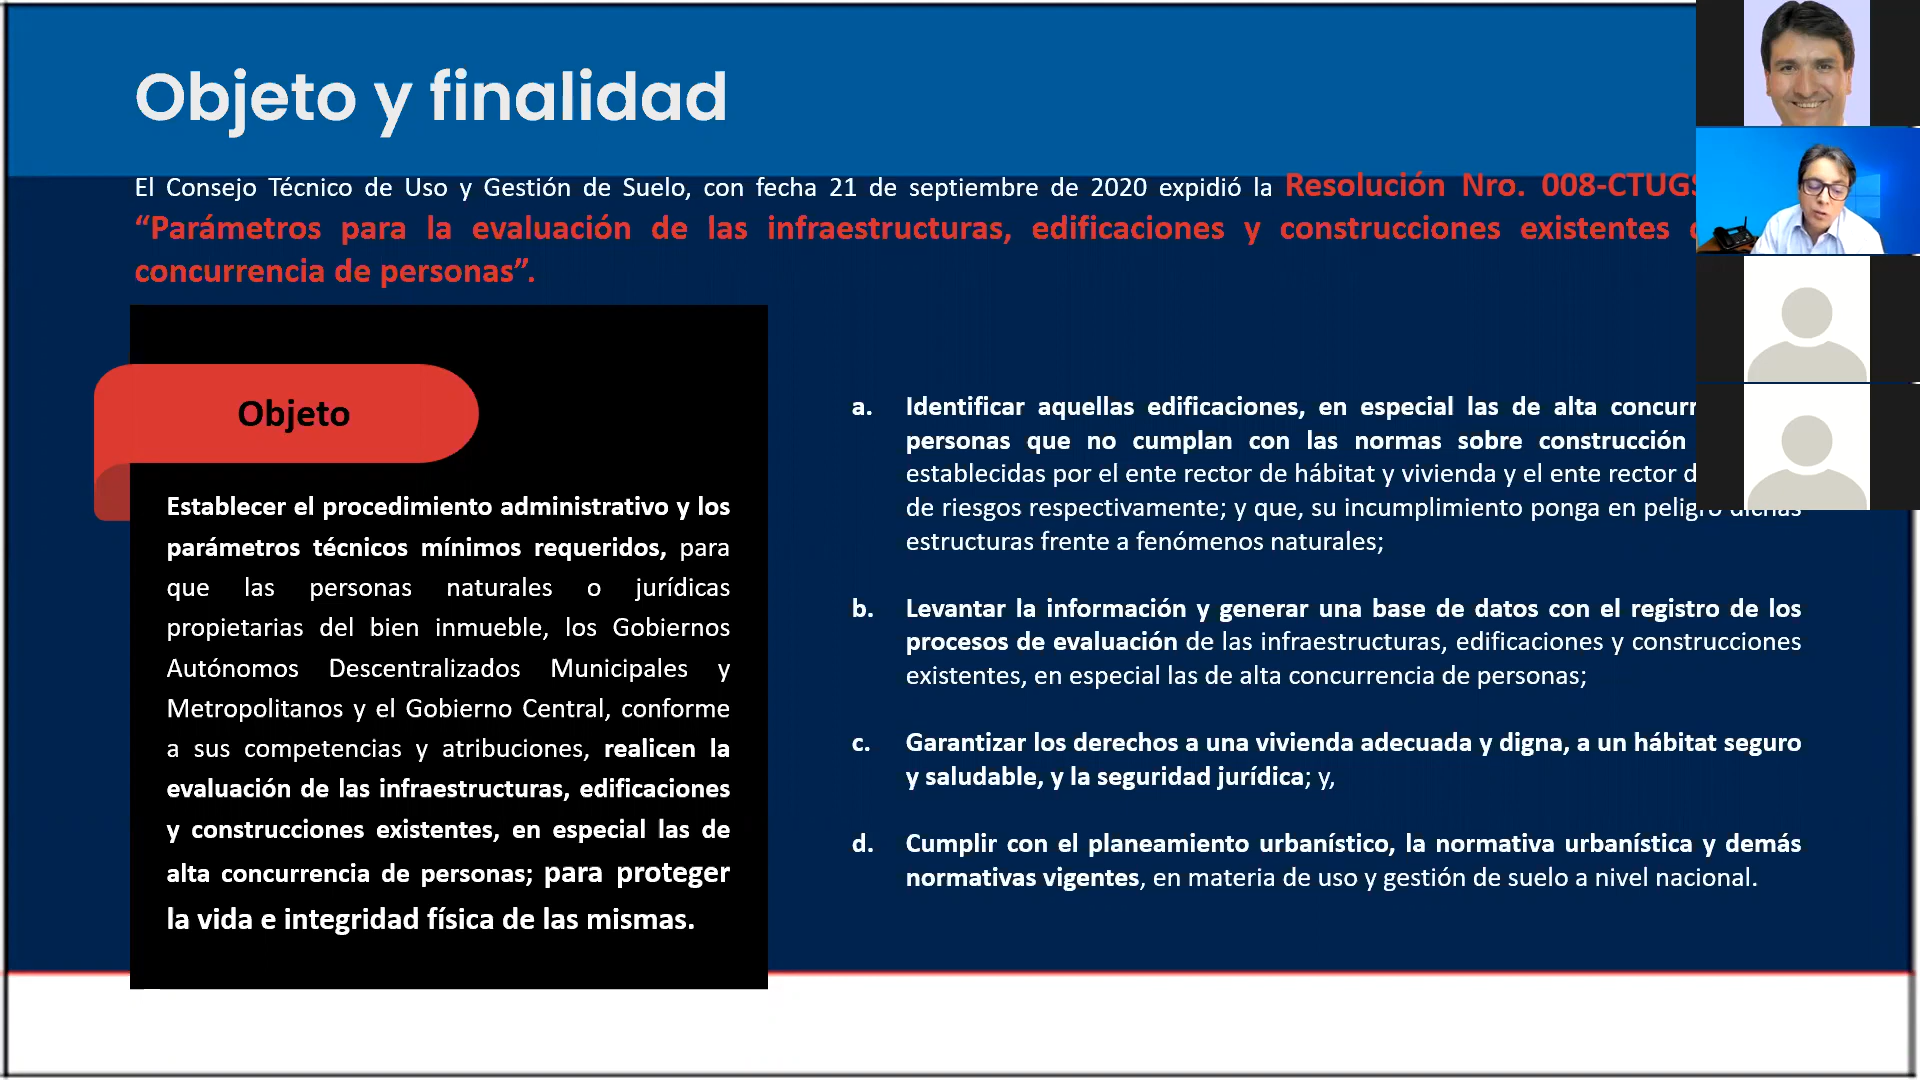 Objeto y finalidad
El Consejo Técnico de Uso y Gestión de Suelo, con fecha 21 de septiembre de 2020 expidió la Resolución Nro.
“Parámetros para la evaluación de las infraestructuras, edificaciones y construcciones existentes
concurrencia de personas”.
Objeto
Establecer el procedimiento administrativo y los
parámetros técnicos mínimos requeridos, para
que las personas naturales o jurídicas
propietarias del bien inmueble, los Gobiernos
Autónomos Descentralizados Municipales y
Metropolitanos y el Gobierno Central, conforme
a sus competencias y atribuciones, realicen la
evaluación de las infraestructuras, edificaciones
y construcciones existentes, en especial las de
alta concurrencia de personas; para proteger
la vida e integridad física de las mismas.
a. Identificar aquellas edificaciones, en especial las de alta
personas que no cumplan con las normas sobre construcción
establecidas por el ente rector de hábitat y vivienda y el ente rector
de riesgos respectivamente; y que, su incumplimiento ponga en peligro dichas
estructuras frente a fenómenos naturales;
b. Levantar la información y generar una base de datos con el registro de los
procesos de evaluación de las infraestructuras, edificaciones y construcciones
existentes, en especial las de alta concurrencia de personas;
c. Garantizar los derechos a una vivienda adecuada y digna, a un hábitat seguro
y saludable, y la seguridad jurídica; y,
d. Cumplir con el planeamiento urbanístico, la normativa urbanística y demás
normativas vigentes, en materia de uso y gestión de suelo a nivel nacional.